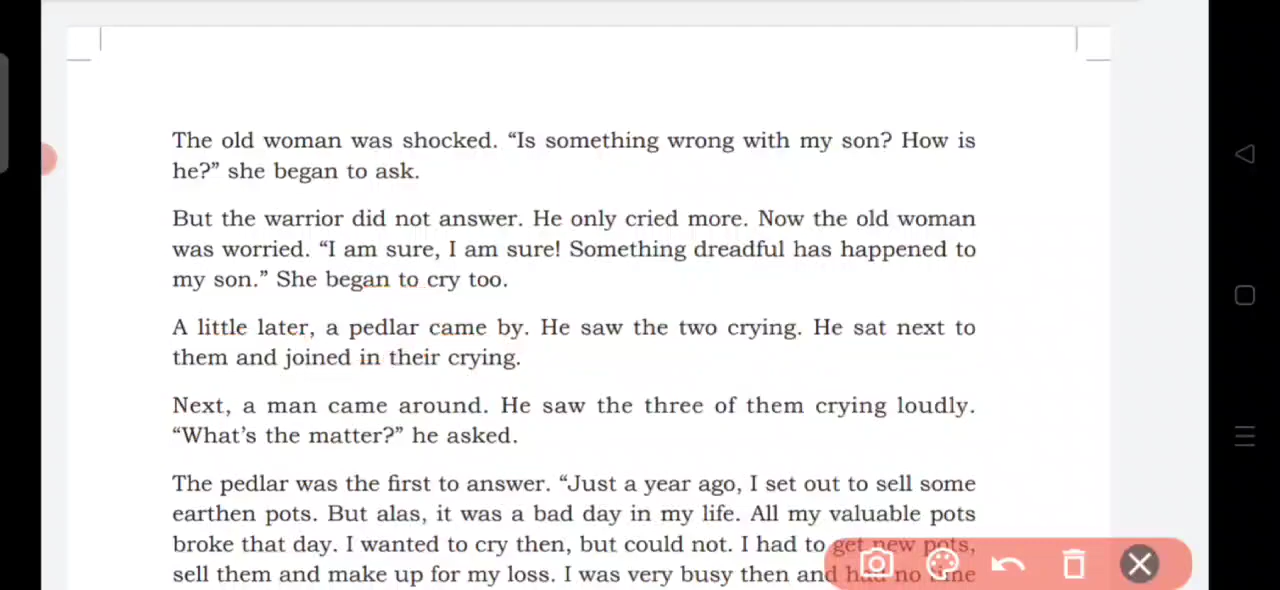 The old woman was shocked. “Is something wrong with my son? How is
he?” she began to ask.
But the warrior did not answer. He only cried more. Now the old woman
was worried. “I am sure, I am sure! Something dreadful has happened to
my son.” She began to cry too.
A little later, a pedlar came by. He saw the two crying. He sat next to
them and joined in their crying.
Next, a man came around. He saw the three of them crying loudly.
“What’s the matter?” he asked.
The pedlar was the first to answer. “Just a year ago, I set out to sell some
earthen pots. But alas, it was a bad day in my life. All my valuable pots
broke that day. I wanted to cry then, but could not. I had to get new pots,
sell them and make up for my loss. I was very busy then and had no time